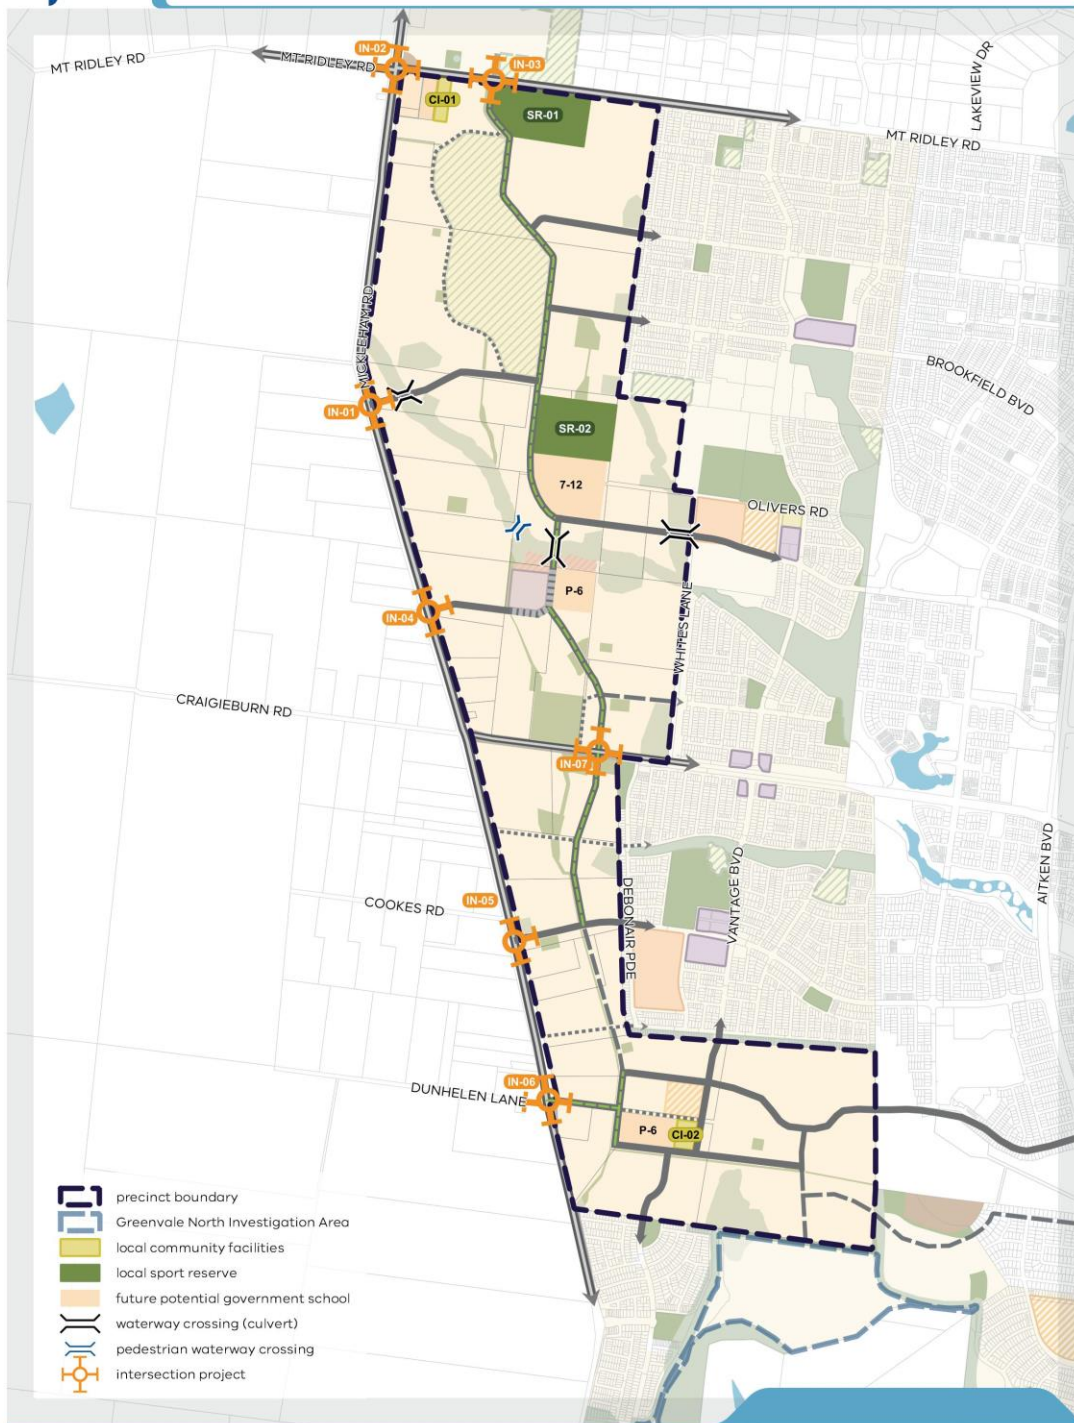 IN-02
MT RIDLEY RD
MT RIDLEY RD
IN-03
LAKEVIEW DR
CI-01
SR-01
MT RIDLEY RD
MICKLEHAM RD
BROOKFIELD BVD
IN-01
SR-02
7-12
OLIVERS RD
P-6
IN-04
WHITES LANE
CRAIGIEBURN RD
IN-07
AITKEN BVD
VANTAGE BVD
COOKES RD
IN-05
DEBONAIR PDE
IN-06
DUNHELEN LANE
P-6
CI-02
precinct boundary
Greenvale North Investigation Area
local community facilities
local sport reserve
future potential government school
waterway crossing (culvert)
pedestrian waterway crossing
intersection project